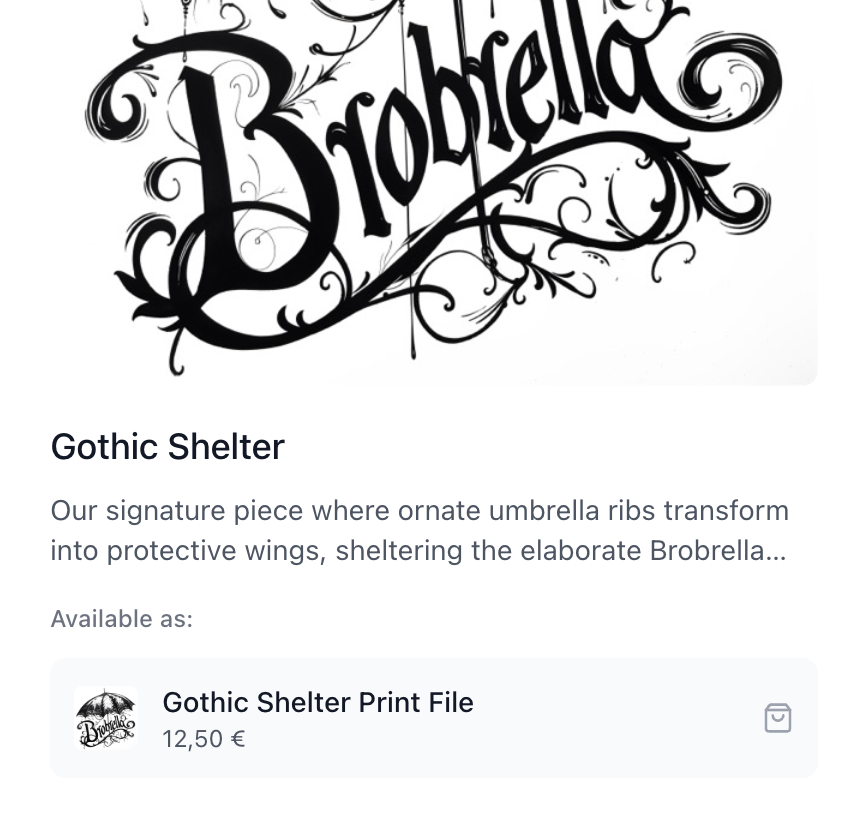 Brobrella
Gothic Shelter
Our signature piece where ornate umbrella ribs transform
into protective wings, sheltering the elaborate Brobrella...
Available as:
Brobrella
Gothic Shelter Print File
12,50 €